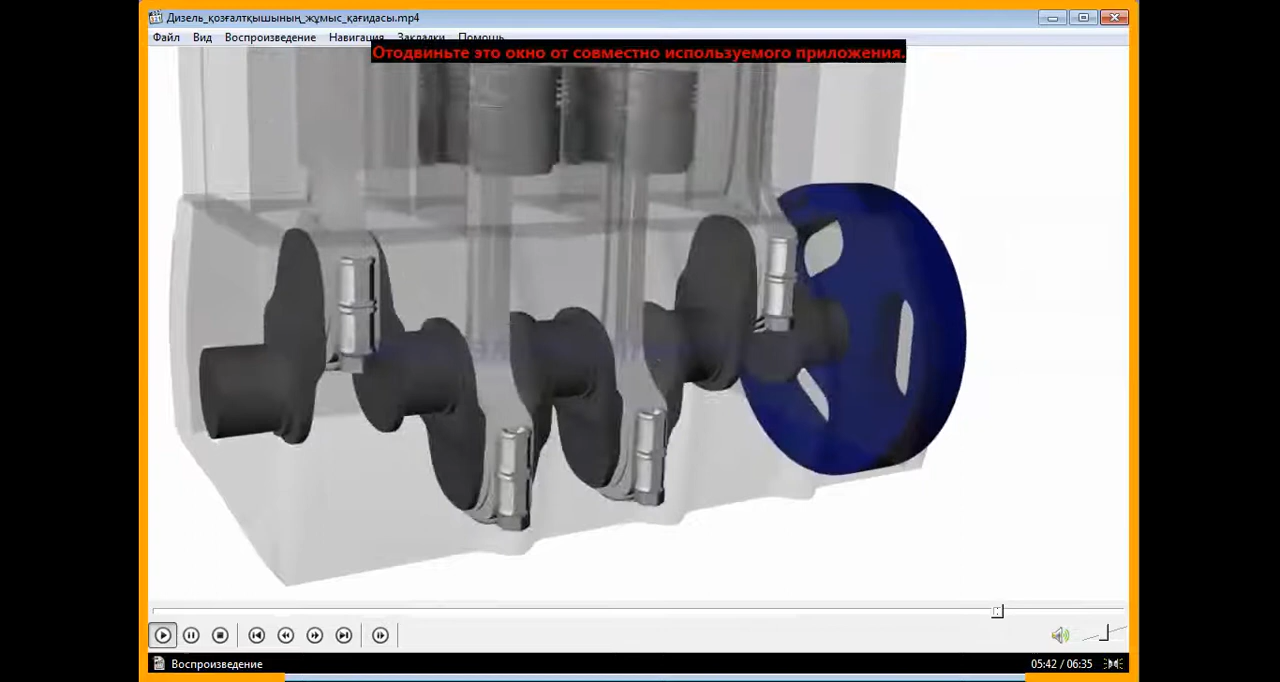 Дизель_қозғалтқышының_жұмыс_қағидасы.mp4
Файл Вид Воспроизведение Навигация Закладки Помощь
Отодвиньте это окно от совместно используемого приложения.
Воспроизведение 05:42 / 06:35